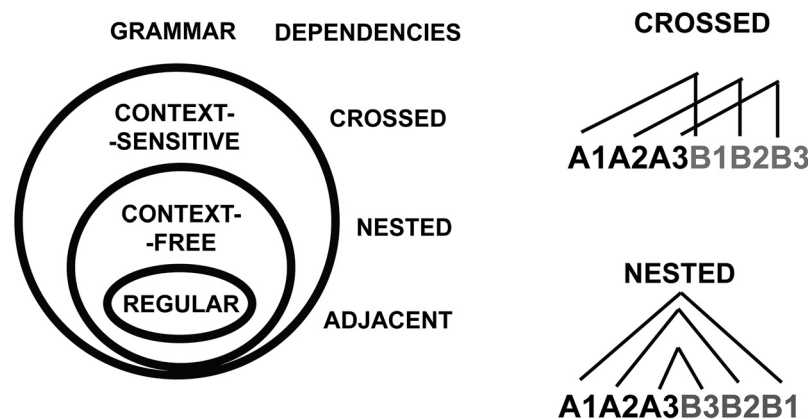 GRAMMAR DEPENDENCIES
CONTEXT-
-SENSITIVE
CROSSED
CONTEXT-
-FREE
NESTED
REGULAR
ADJACENT
CROSSED
A1A2A3B1B2B3
NESTED
A1A2A3B3B2B1